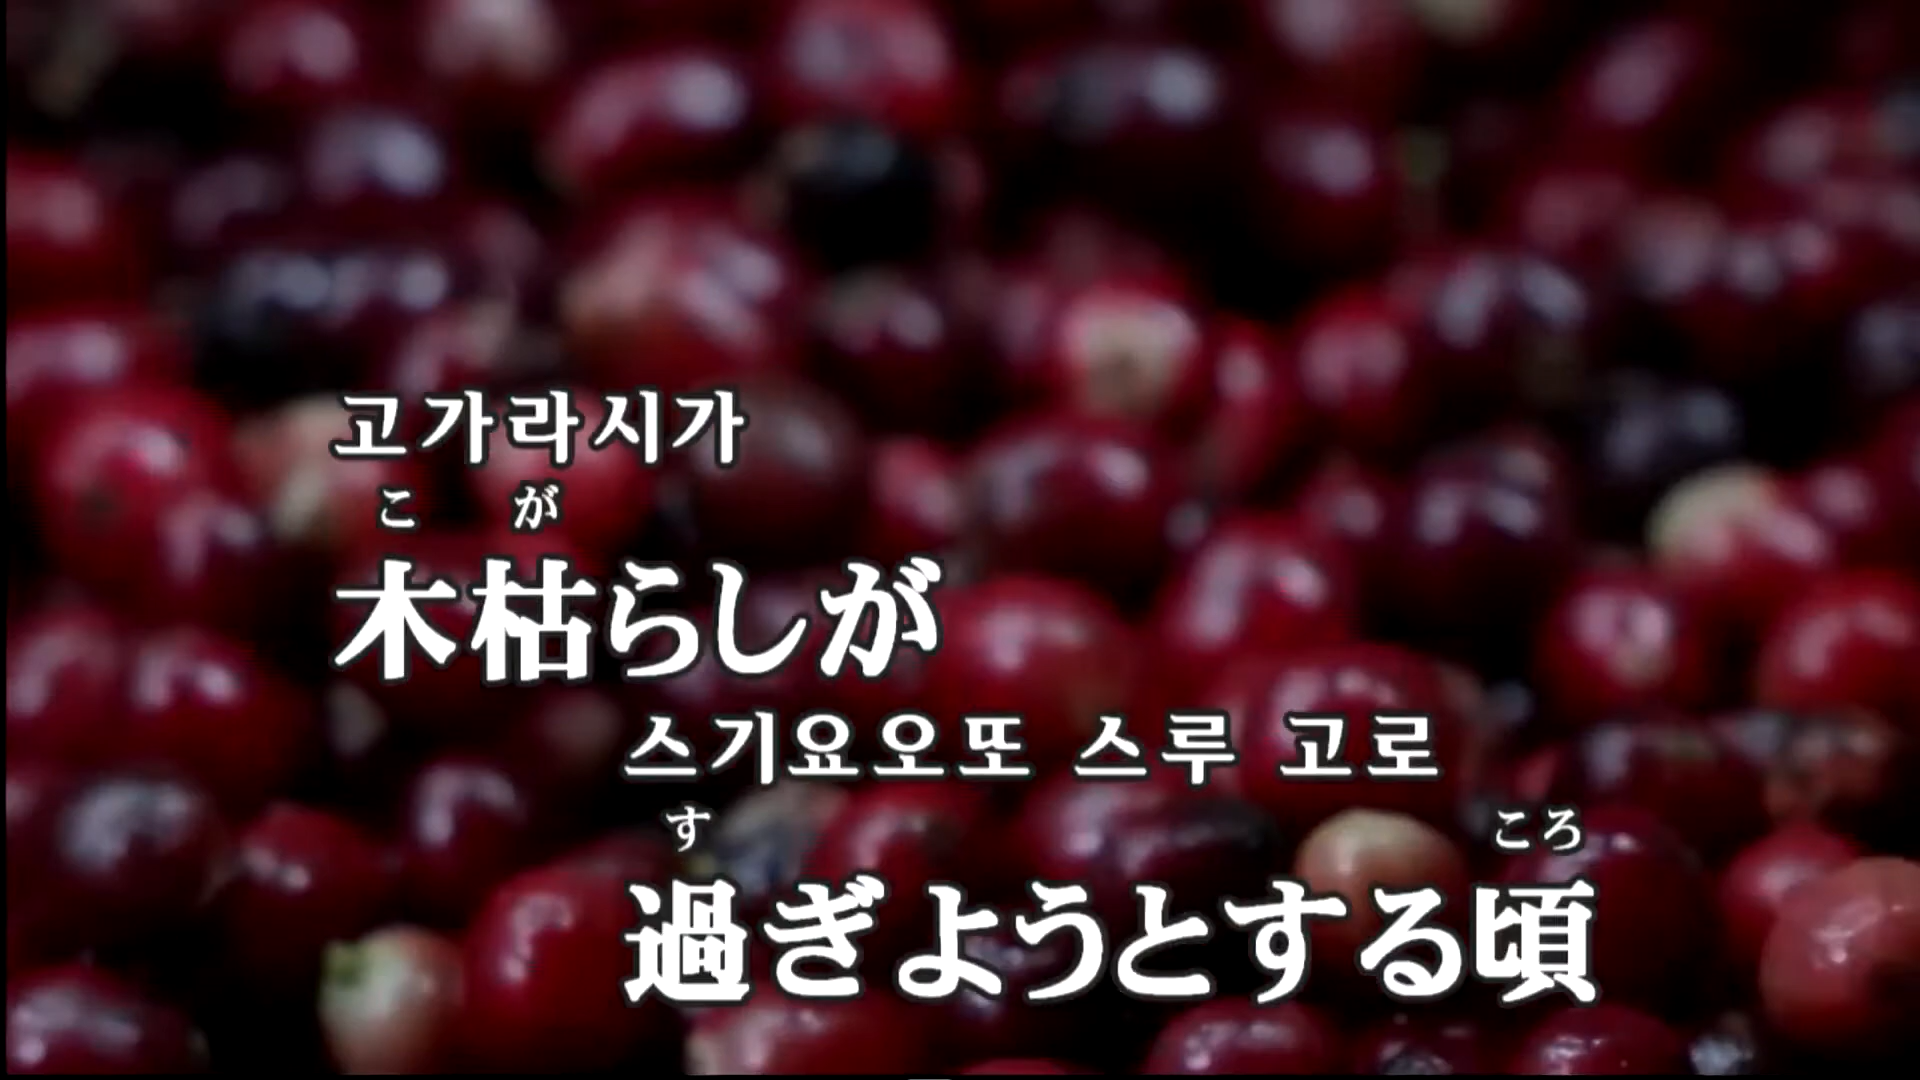 고가라시가
こ が
木枯らしが
스기요오또 스루 고로
す ころ
過ぎようとする頃